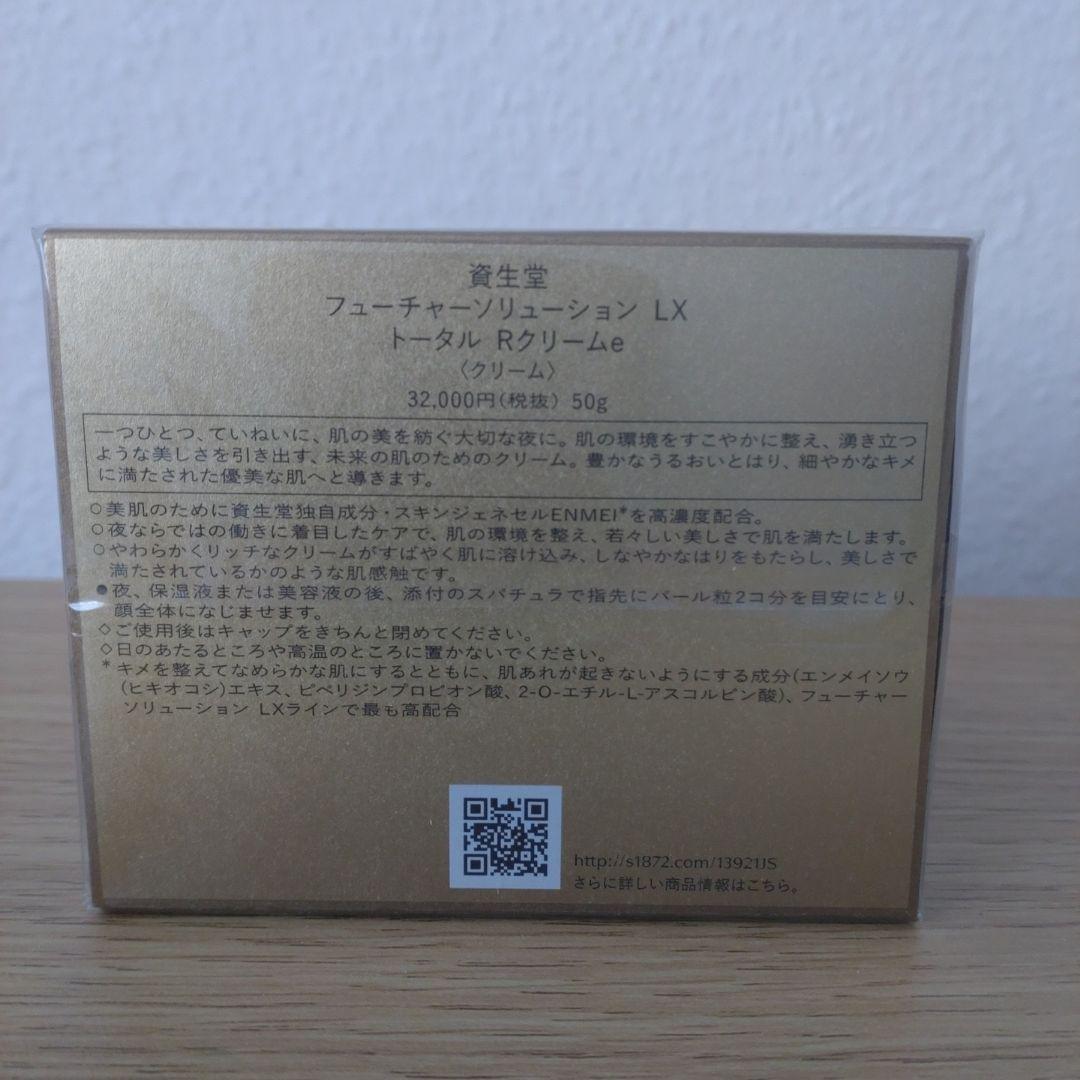 資生堂
フューチャーソリューション LX
トータル Rクリームe
〈クリーム〉
32,000円(税抜) 50g
一つひとつ、ていねいに、肌の美を紡ぐ大切な夜に。肌の環境をすこやかに整え、湧き立つ
ような美しさを引き出す、未来の肌のためのクリーム。豊かなうるおいとはり、細やかなキメ
に満たされた優美な肌へと導きます。
○美肌のために資生堂独自成分・スキンジェネセルENMEI*を高濃度配合。
○夜ならではの働きに着目したケアで、肌の環境を整え、若々しい美しさで肌を満たします。
○やわらかくリッチなクリームがすばやく肌に溶け込み、しなやかなはりをもたらし、美しさで
満たされているかのような肌感触です。
●夜、保湿液または美容液の後、添付のスパチュラで指先にパール粒2コ分を目安にとり、
顔全体になじませます。
◇ご使用後はキャップをきちんと閉めてください。
◇日のあたるところや高温のところに置かないでください。
*キメを整えてなめらかな肌にするとともに、肌あれが起きないようにする成分(エンメイソウ
(ヒキオコシ)エキス、ピペリジンプロピオン酸、2-O-エチル-L-アスコルビン酸)、フューチャー
ソリューション LXラインで最も高配合
http://s1872.com/13921JS
さらに詳しい商品情報はこちら。